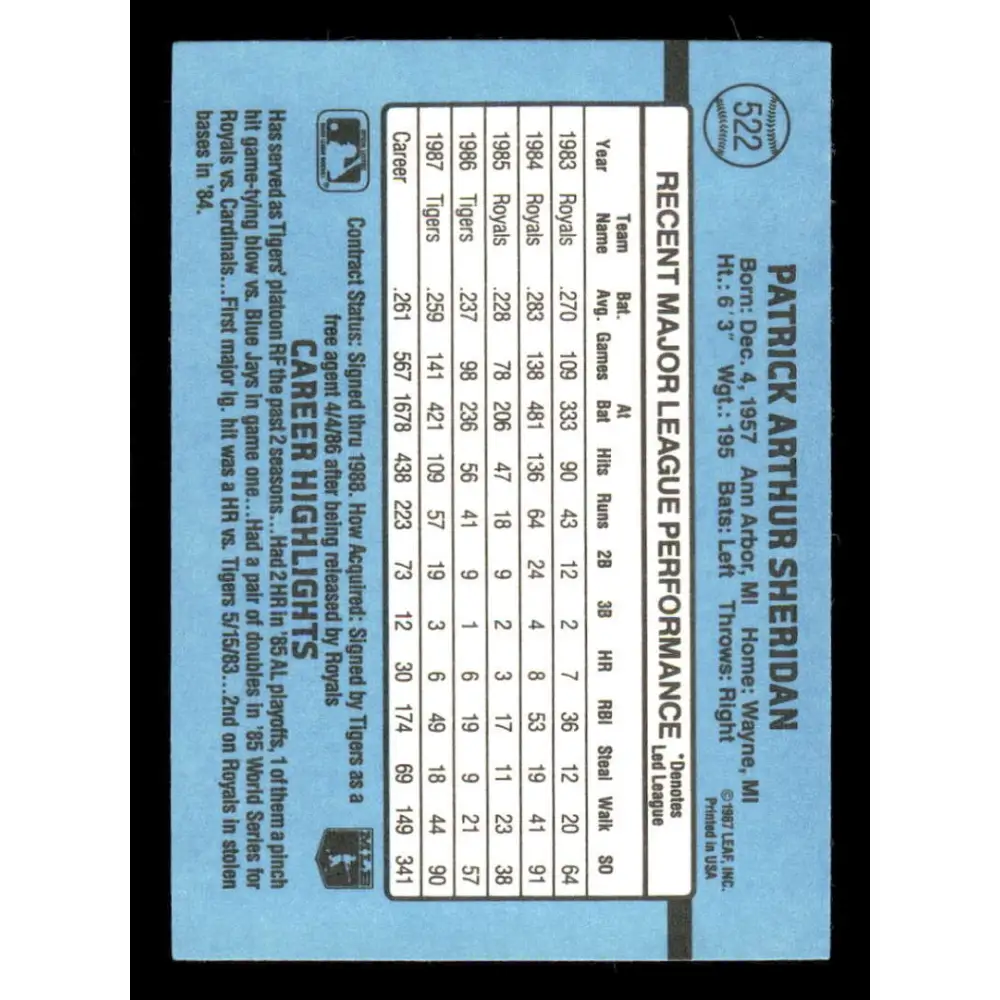 522
PATRICK ARTHUR SHERIDAN
Born: Dec. 4, 1957 Ann Arbor, MI Home: Wayne, MI
Ht.: 6'3" Wgt.: 195 Bats: Left Throws: Right
©1987 LEAF, INC.
Printed in USA
RECENT MAJOR LEAGUE PERFORMANCE *Denotes Led League
Year Team Name Bat. Avg. Games At Bat Hits Runs 2B 3B HR RBI Steal Walk SO
1983 Royals .270 109 333 90 43 12 2 7 36 12 20 64
1984 Royals .283 138 481 136 64 24 4 8 53 19 41 91
1985 Royals .228 78 206 47 18 9 2 3 17 11 23 38
1986 Tigers .237 98 236 56 41 9 1 6 19 9 21 57
1987 Tigers .259 141 421 109 57 19 3 6 49 18 44 90
Career .261 567 1678 438 223 73 12 30 174 69 149 341
Contract Status: Signed thru 1988. How Acquired: Signed by Tigers as a
free agent 4/4/86 after being released by Royals
MLB
CAREER HIGHLIGHTS
Has served as Tigers' platoon RF the past 2 seasons...Had 2 HR in '85 AL playoffs, 1 of them a pinch
hit game-tying blow vs. Blue Jays in game one...Had a pair of doubles in '85 World Series for
Royals vs. Cardinals...First major lg. hit was a HR vs. Tigers 5/15/83...2nd on Royals in stolen
bases in '84.